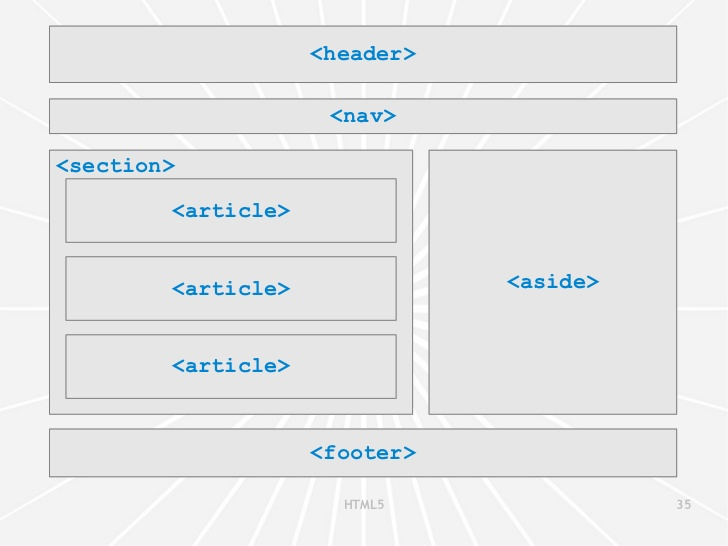 <header>
<nav>
<section>
<article>
<article>
<article>
<aside>
<footer>
HTML5
35